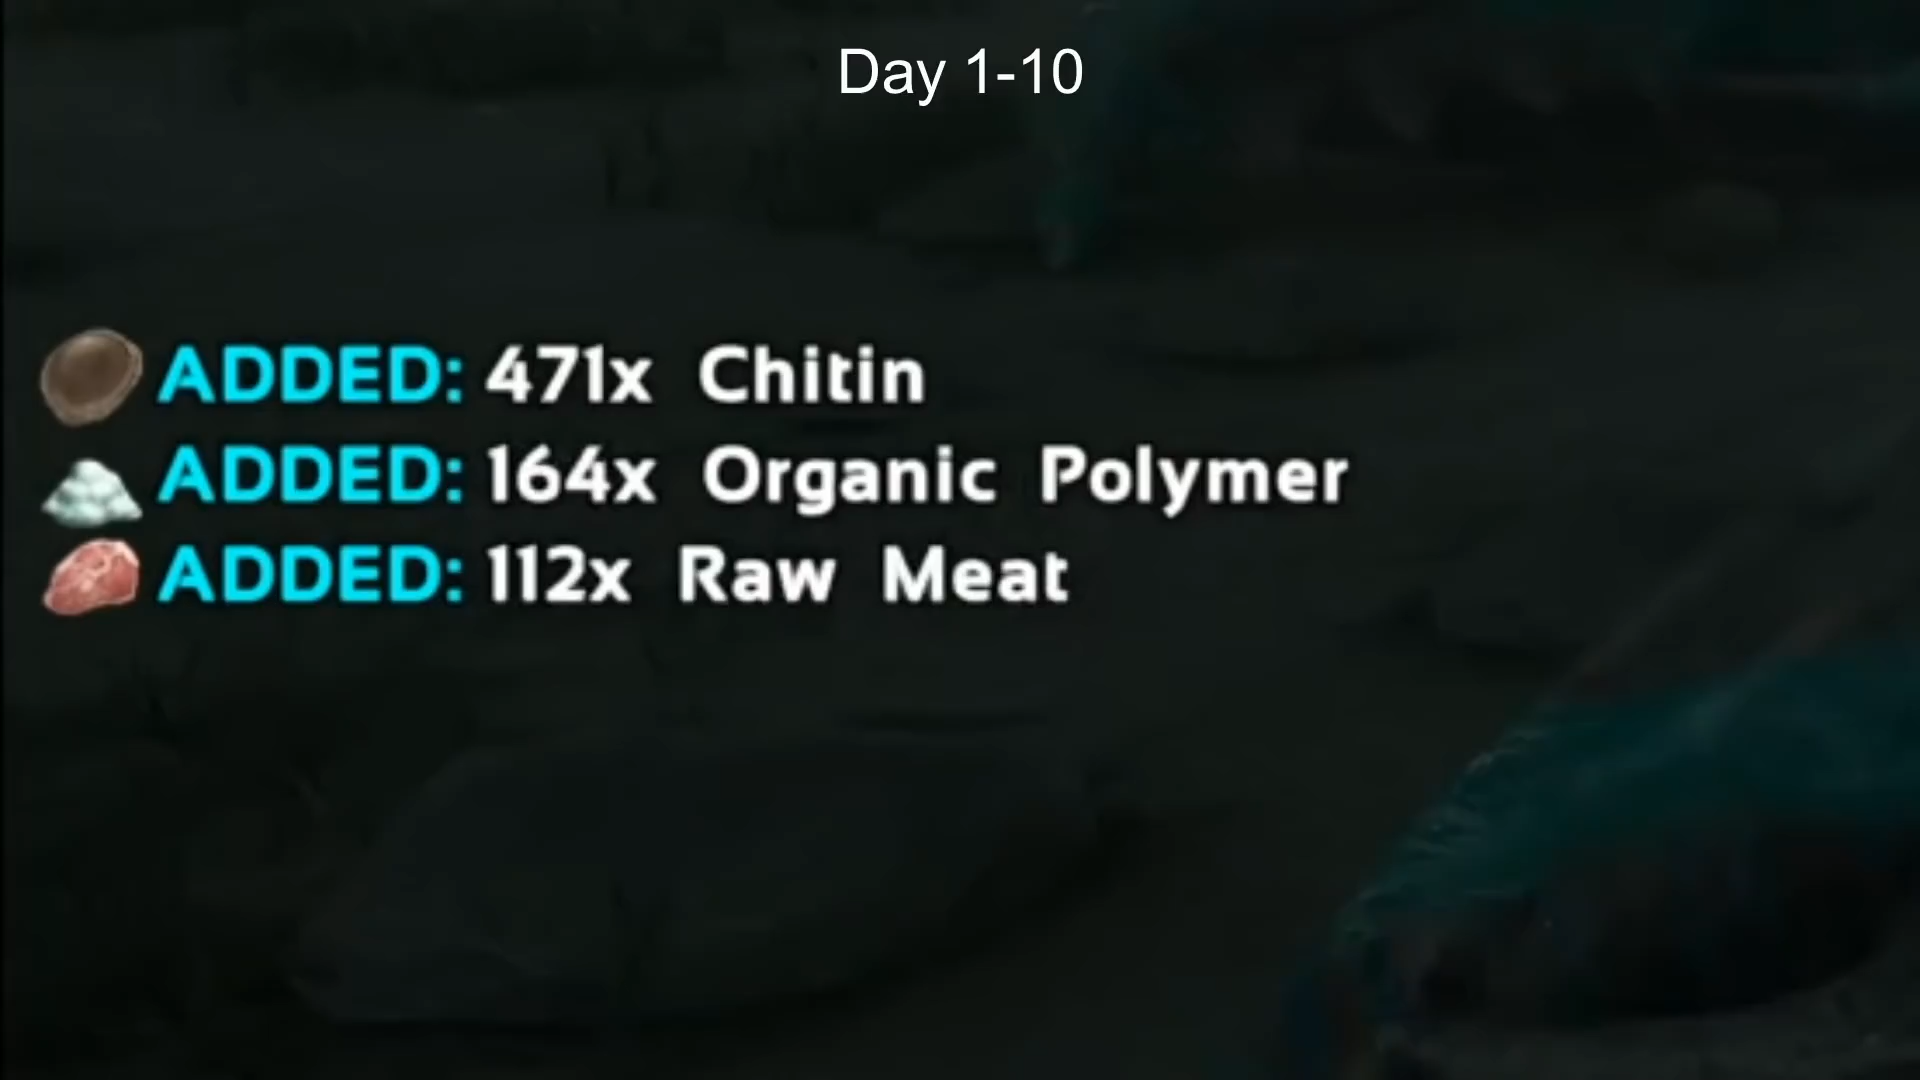 Day 1-10
ADDED: 471x Chitin
ADDED: 164x Organic Polymer
ADDED: 112x Raw Meat